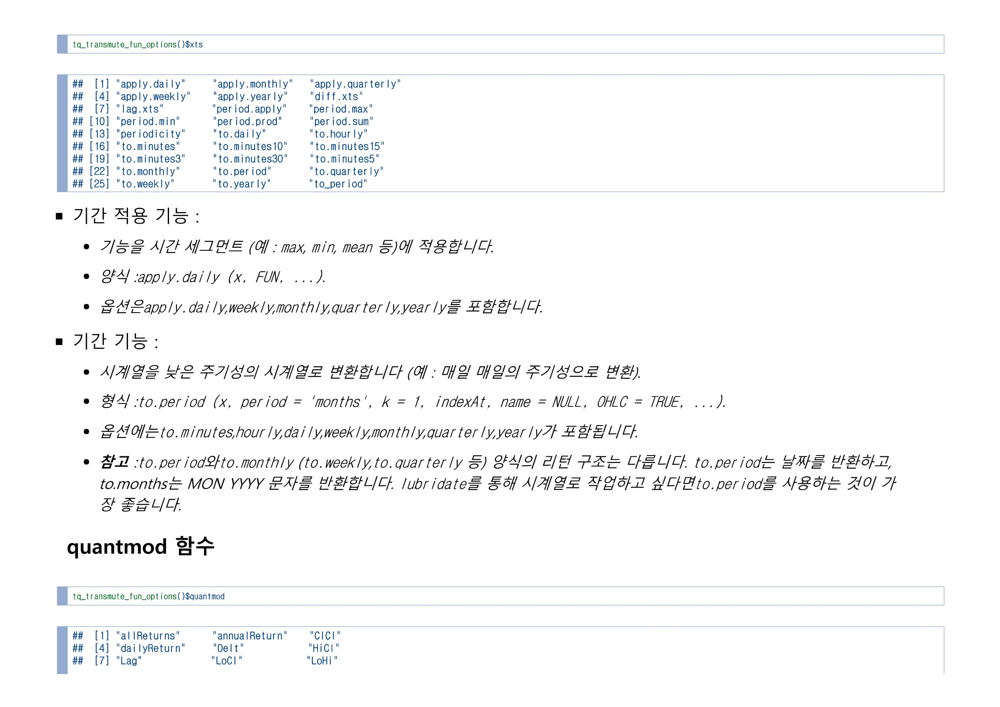 tq_transmute_fun_options()$xts
##  [1] "apply.daily"     "apply.monthly"   "apply.quarterly"
##  [4] "apply.weekly"    "apply.yearly"    "diff.xts"
##  [7] "lag.xts"         "period.apply"    "period.max"
## [10] "period.min"      "period.prod"     "period.sum"
## [13] "periodicity"     "to.daily"        "to.hourly"
## [16] "to.minutes"      "to.minutes10"    "to.minutes15"
## [19] "to.minutes3"     "to.minutes30"    "to.minutes5"
## [22] "to.monthly"      "to.period"       "to.quarterly"
## [25] "to.weekly"       "to.yearly"       "to_period"
■ 기간 적용 기능 :
• 기능을 시간 세그먼트 (예 : max, min, mean 등)에 적용합니다.
• 양식 :apply.daily (x, FUN, ...).
• 옵션은apply.daily,weekly,monthly,quarterly,yearly를 포함합니다.
■ 기간 기능 :
• 시계열을 낮은 주기성의 시계열로 변환합니다 (예 : 매일 매일의 주기성으로 변환).
• 형식 :to.period (x, period = 'months', k = 1, indexAt, name = NULL, OHLC = TRUE, ...).
• 옵션에는to.minutes,hourly,daily,weekly,monthly,quarterly,yearly가 포함됩니다.
• 참고 :to.period와to.monthly (to.weekly,to.quarterly 등) 양식의 리턴 구조는 다릅니다. to.period는 날짜를 반환하고,
to.months는 MON YYYY 문자를 반환합니다. lubridate를 통해 시계열로 작업하고 싶다면to.period를 사용하는 것이 가
장 좋습니다.
quantmod 함수
tq_transmute_fun_options()$quantmod
##  [1] "allReturns"      "annualReturn"    "ClCl"
##  [4] "dailyReturn"     "Delt"            "HiCl"
##  [7] "Lag"             "LoCl"            "LoHi"